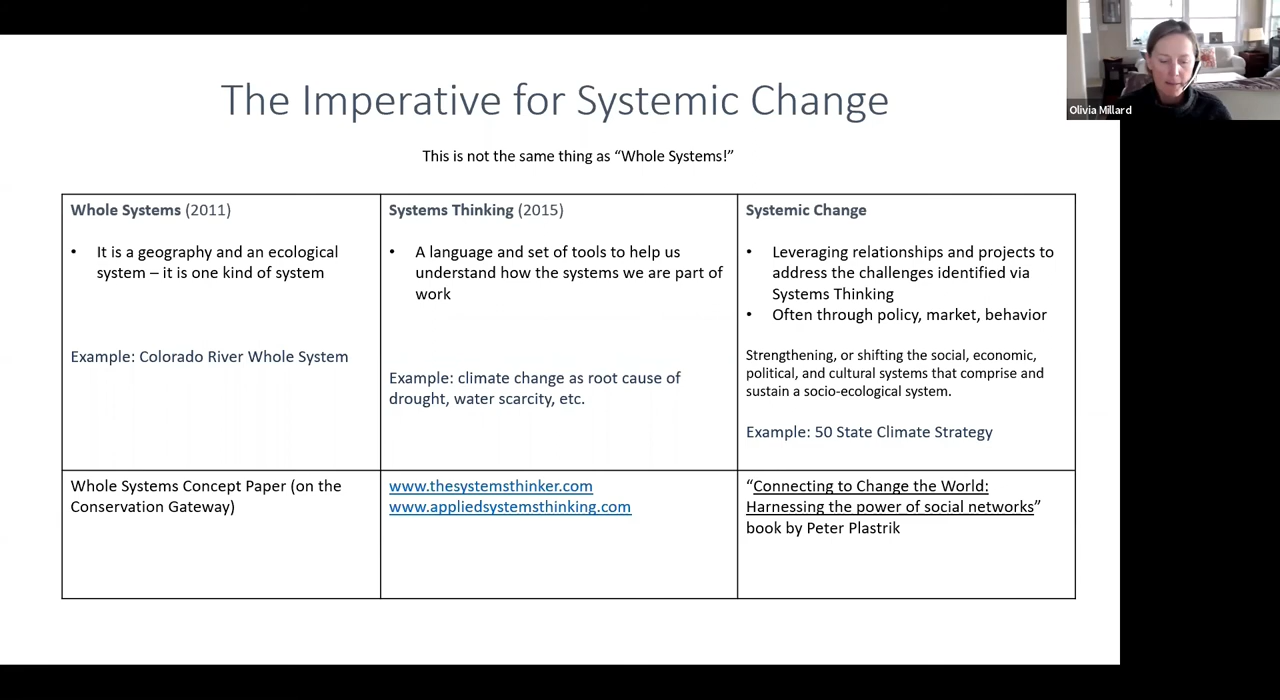 The Imperative for Systemic Change
Olivia Millard
This is not the same thing as “Whole Systems!”
Whole Systems (2011)
• It is a geography and an ecological
system – it is one kind of system
Example: Colorado River Whole System
Systems Thinking (2015)
• A language and set of tools to help us
understand how the systems we are part of
work
Example: climate change as root cause of
drought, water scarcity, etc.
Systemic Change
• Leveraging relationships and projects to
address the challenges identified via
Systems Thinking
• Often through policy, market, behavior
Strengthening, or shifting the social, economic,
political, and cultural systems that comprise and
sustain a socio-ecological system.
Example: 50 State Climate Strategy
Whole Systems Concept Paper (on the
Conservation Gateway)
www.thesystemsthinker.com
www.appliedsystemsthinking.com
“Connecting to Change the World:
Harnessing the power of social networks”
book by Peter Plastrik